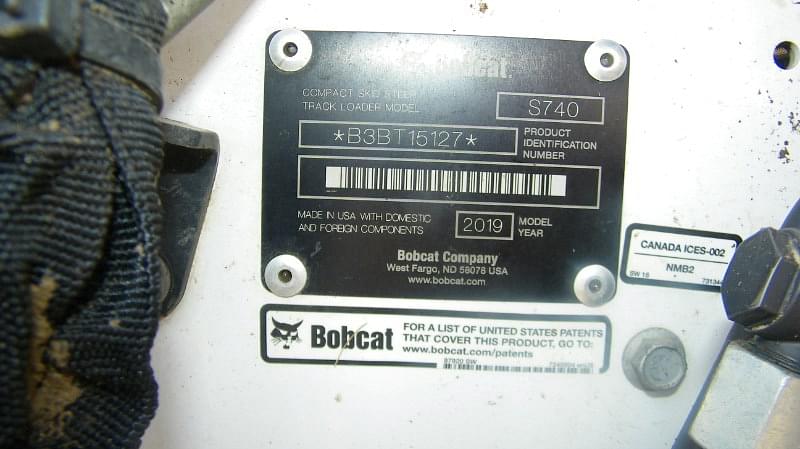 Bobcat.
COMPACT SKID STEER
TRACK LOADER MODEL
S740
*B3BT15127*
PRODUCT
IDENTIFICATION
NUMBER
MADE IN USA WITH DOMESTIC
AND FOREIGN COMPONENTS
2019
MODEL
YEAR
Bobcat Company
West Fargo, ND 58078 USA
www.bobcat.com
CANADA ICES-002
NMB2
SW 16
Bobcat
FOR A LIST OF UNITED STATES PATENTS
THAT COVER THIS PRODUCT, GO TO:
www.bobcat.com/patents